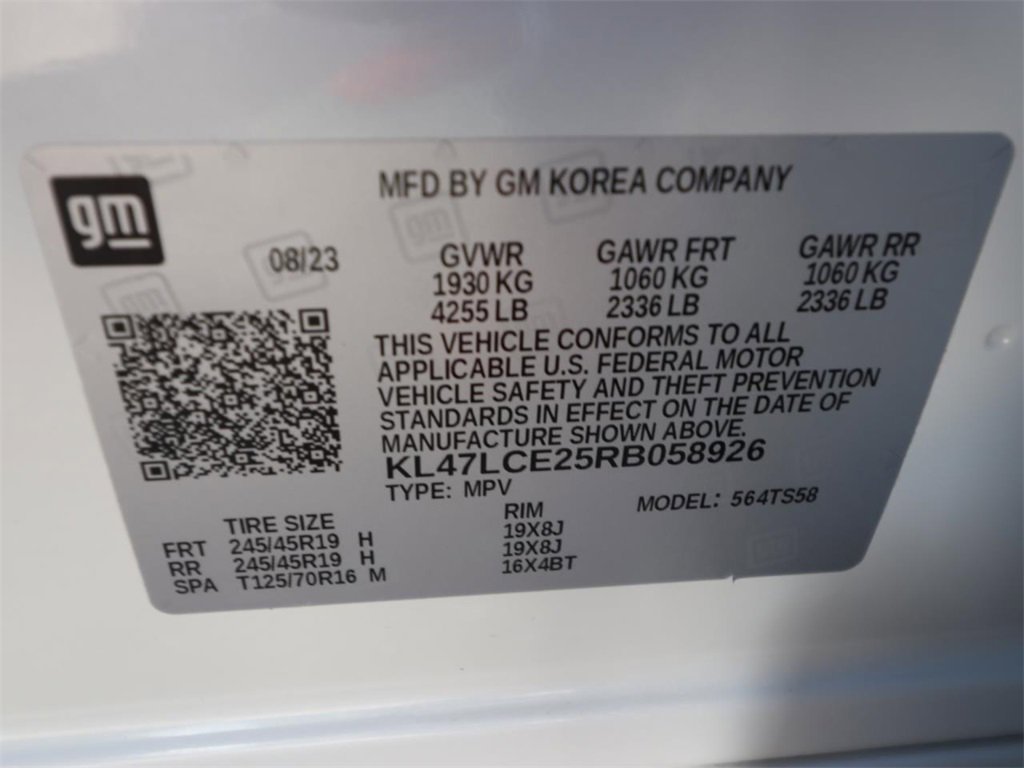 gm
MFD BY GM KOREA COMPANY
08/23 GVWR GAWR FRT GAWR RR
1930 KG 1060 KG 1060 KG
4255 LB 2336 LB 2336 LB
THIS VEHICLE CONFORMS TO ALL
APPLICABLE U.S. FEDERAL MOTOR
VEHICLE SAFETY AND THEFT PREVENTION
STANDARDS IN EFFECT ON THE DATE OF
MANUFACTURE SHOWN ABOVE.
KL47LCE25RB058926
TYPE: MPV MODEL: 564TS58
TIRE SIZE RIM
FRT 245/45R19 H 19X8J
RR 245/45R19 H 19X8J
SPA T125/70R16 M 16X4BT